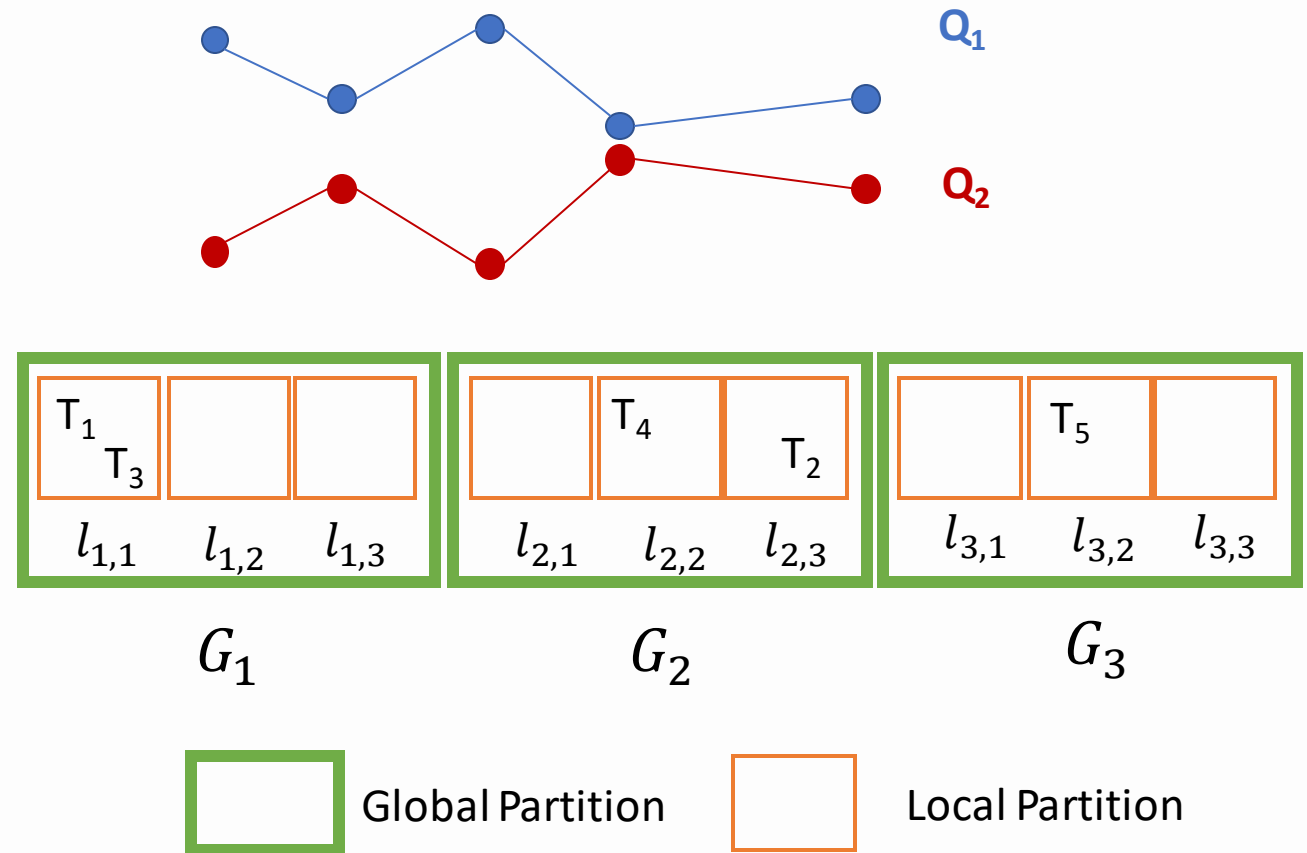 Q₁
Q₂
T₁ T₄ T₅
T₃ T₂
l₁,₁ l₁,₂ l₁,₃ l₂,₁ l₂,₂ l₂,₃ l₃,₁ l₃,₂ l₃,₃
G₁ G₂ G₃
Global Partition Local Partition